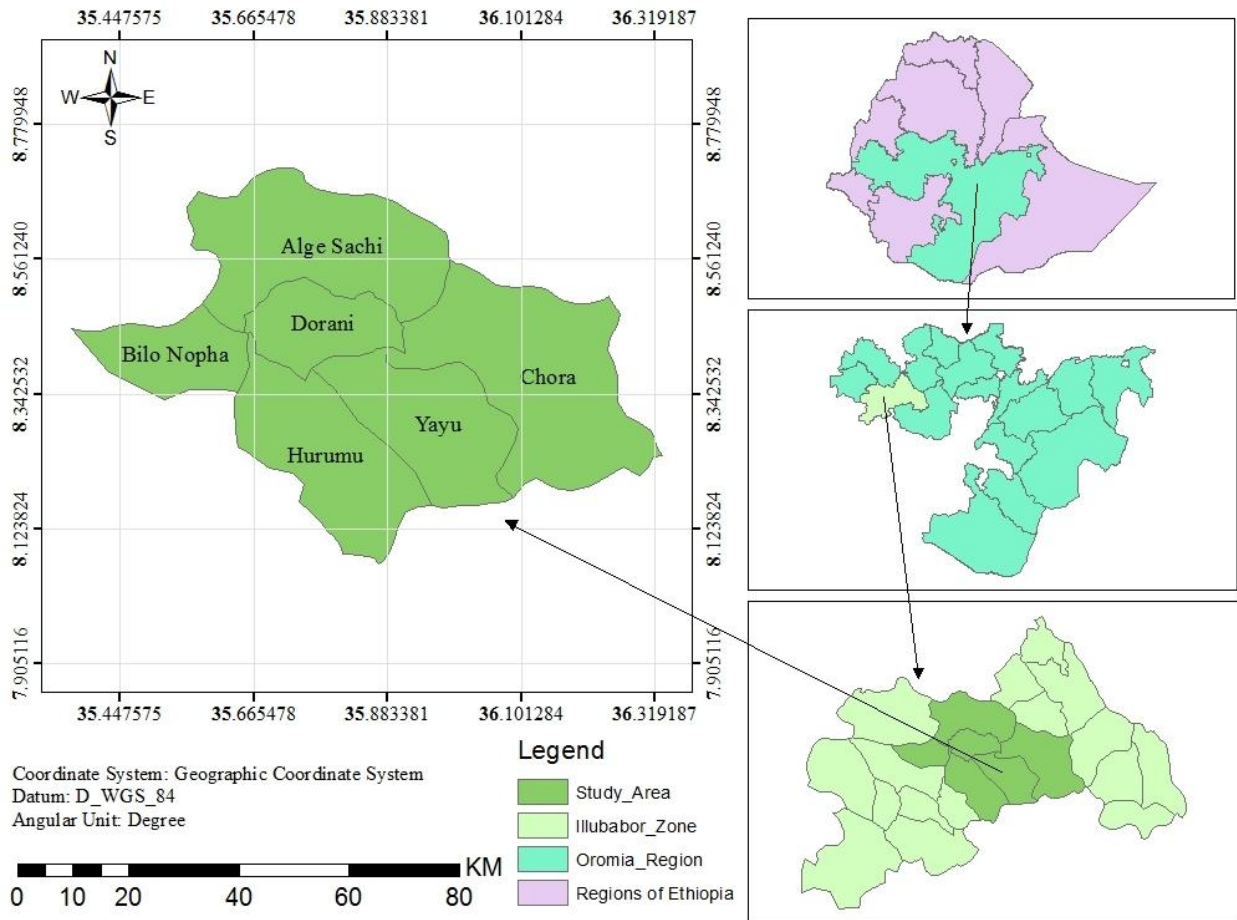 35.447575 35.665478 35.883381 36.101284 36.319187
N
W E
S
8.779948 8.779948
Alge Sachi
8.561240 8.561240
Dorani
Bilo Nopha
Chora
8.342532 8.342532
Yayu
Hurumu
8.123824 8.123824
7.905116 7.905116
35.447575 35.665478 35.883381 36.101284 36.319187
Coordinate System: Geographic Coordinate System
Datum: D_WGS_84
Angular Unit: Degree
KM
0 10 20 40 60 80
Legend
Study_Area
Illubabor_Zone
Oromia_Region
Regions of Ethiopia